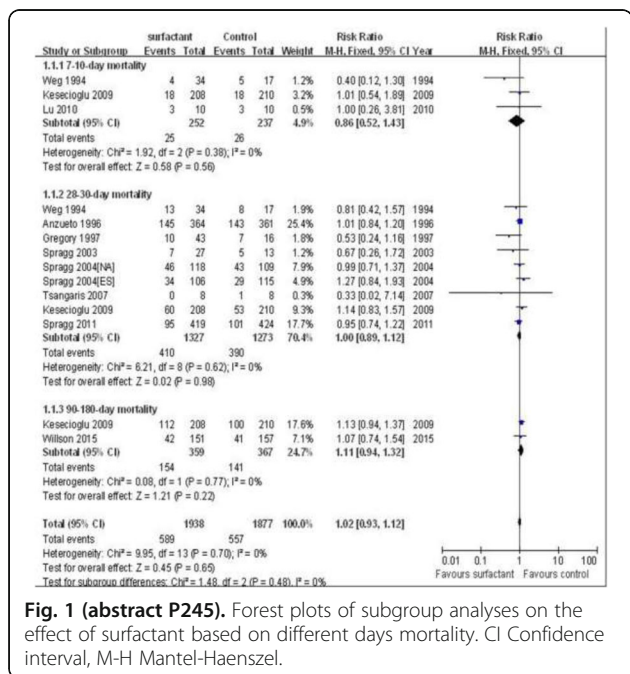 surfactant Control Risk Ratio Risk Ratio
Study or Subgroup Events Total Events Total Weight M-H, Fixed, 95% CI Year M-H, Fixed, 95% CI
1.1.1 7-10-day mortality
Weg 1994 4 34 5 17 1.2% 0.40 [0.12, 1.30] 1994
Kesecioglu 2009 18 208 18 210 3.2% 1.01 [0.54, 1.89] 2009
Lu 2010 3 10 3 10 0.5% 1.00 [0.26, 3.81] 2010
Subtotal (95% CI) 252 237 4.9% 0.86 [0.52, 1.43]
Total events 25 26
Heterogeneity: Chi² = 1.92, df = 2 (P = 0.38); I² = 0%
Test for overall effect: Z = 0.58 (P = 0.56)
1.1.2 28-30-day mortality
Weg 1994 13 34 8 17 1.9% 0.81 [0.42, 1.57] 1994
Anzueto 1996 145 364 143 361 25.4% 1.01 [0.84, 1.20] 1996
Gregory 1997 10 43 7 16 1.8% 0.53 [0.24, 1.16] 1997
Spragg 2003 7 27 5 13 1.2% 0.67 [0.26, 1.72] 2003
Spragg 2004[NA] 46 118 43 109 7.9% 0.99 [0.71, 1.37] 2004
Spragg 2004[ES] 34 106 29 115 4.9% 1.27 [0.84, 1.93] 2004
Tsangaris 2007 0 8 1 8 0.3% 0.33 [0.02, 7.14] 2007
Kesecioglu 2009 60 208 53 210 9.3% 1.14 [0.83, 1.57] 2009
Spragg 2011 95 419 101 424 17.7% 0.95 [0.74, 1.22] 2011
Subtotal (95% CI) 1327 1273 70.4% 1.00 [0.89, 1.12]
Total events 410 390
Heterogeneity: Chi² = 6.21, df = 8 (P = 0.62); I² = 0%
Test for overall effect: Z = 0.02 (P = 0.98)
1.1.3 90-180-day mortality
Kesecioglu 2009 112 208 100 210 17.6% 1.13 [0.94, 1.37] 2009
Willson 2015 42 151 41 157 7.1% 1.07 [0.74, 1.54] 2015
Subtotal (95% CI) 359 367 24.7% 1.11 [0.94, 1.32]
Total events 154 141
Heterogeneity: Chi² = 0.08, df = 1 (P = 0.77); I² = 0%
Test for overall effect: Z = 1.21 (P = 0.22)
Total (95% CI) 1938 1877 100.0% 1.02 [0.93, 1.12]
Total events 589 557
Heterogeneity: Chi² = 9.95, df = 13 (P = 0.70); I² = 0%
Test for overall effect: Z = 0.45 (P = 0.65)
Test for subgroup differences: Chi² = 1.48, df = 2 (P = 0.48), I² = 0%
0.01 0.1 1 10 100
Favours surfactant Favours control
Fig. 1 (abstract P245). Forest plots of subgroup analyses on the
effect of surfactant based on different days mortality. CI Confidence
interval, M-H Mantel-Haenszel.